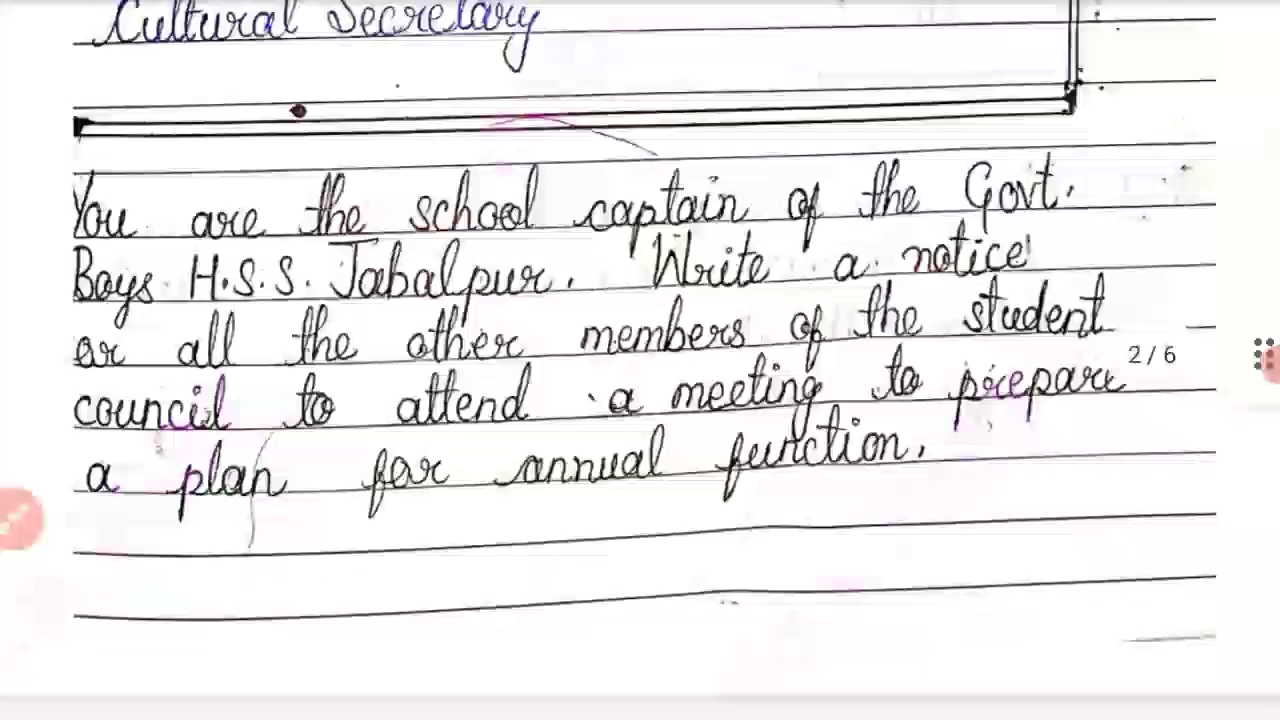 Cultural Secretary
You are the school captain of the Govt.
Boys H.S.S. Jabalpur. Write a notice
or all the other members of the student
2/6
council to attend a meeting to prepare
a plan for annual function.